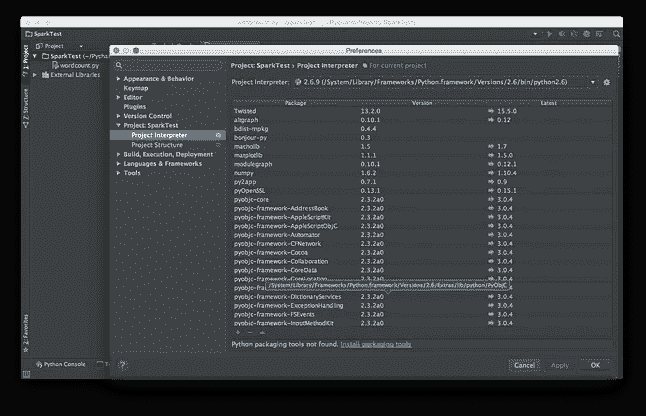 SparkTest
Preferences
Project
SparkTest
wordcount.py
External Libraries
1: Project
Z: Structure
2: Favorites
Appearance & Behavior
Keymap
Editor
Plugins
Version Control
Project: SparkTest
Project Interpreter
Project Structure
Build, Execution, Deployment
Languages & Frameworks
Tools
Project: SparkTest › Project Interpreter For current project
Project Interpreter: 2.6.9 (/System/Library/Frameworks/Python.framework/Versions/2.6/bin/python2.6)
Package Version Latest
Twisted 13.2.0 15.5.0
altgraph 0.10.1 0.12
bdist-mpkg 0.4.4
bonjour-py 0.3
macholib 1.5 1.7
matplotlib 1.1.1 1.5.0
modulegraph 0.10.1 0.12.1
numpy 1.6.2 1.10.4
py2app 0.7.1 0.9
pyOpenSSL 0.13.1 0.15.1
pyobjc-core 2.3.2a0 3.0.4
pyobjc-framework-AddressBook 2.3.2a0 3.0.4
pyobjc-framework-AppleScriptKit 2.3.2a0 3.0.4
pyobjc-framework-AppleScriptObjC 2.3.2a0 3.0.4
pyobjc-framework-Automator 2.3.2a0 3.0.4
pyobjc-framework-CFNetwork 2.3.2a0 3.0.4
pyobjc-framework-Cocoa 2.3.2a0 3.0.4
pyobjc-framework-Collaboration 2.3.2a0 3.0.4
pyobjc-framework-CoreData 2.3.2a0 3.0.4
pyobjc-framework-CoreLocation 2.3.2a0 3.0.4
/System/Library/Frameworks/Python.framework/Versions/2.6/Extras/lib/python/PyObjC
pyobjc-framework-DictionaryServices 2.3.2a0 3.0.4
pyobjc-framework-ExceptionHandling 2.3.2a0 3.0.4
pyobjc-framework-FSEvents 2.3.2a0 3.0.4
pyobjc-framework-InputMethodKit 2.3.2a0 3.0.4
Python packaging tools not found. Install packaging tools
Python Console
Cancel Apply OK